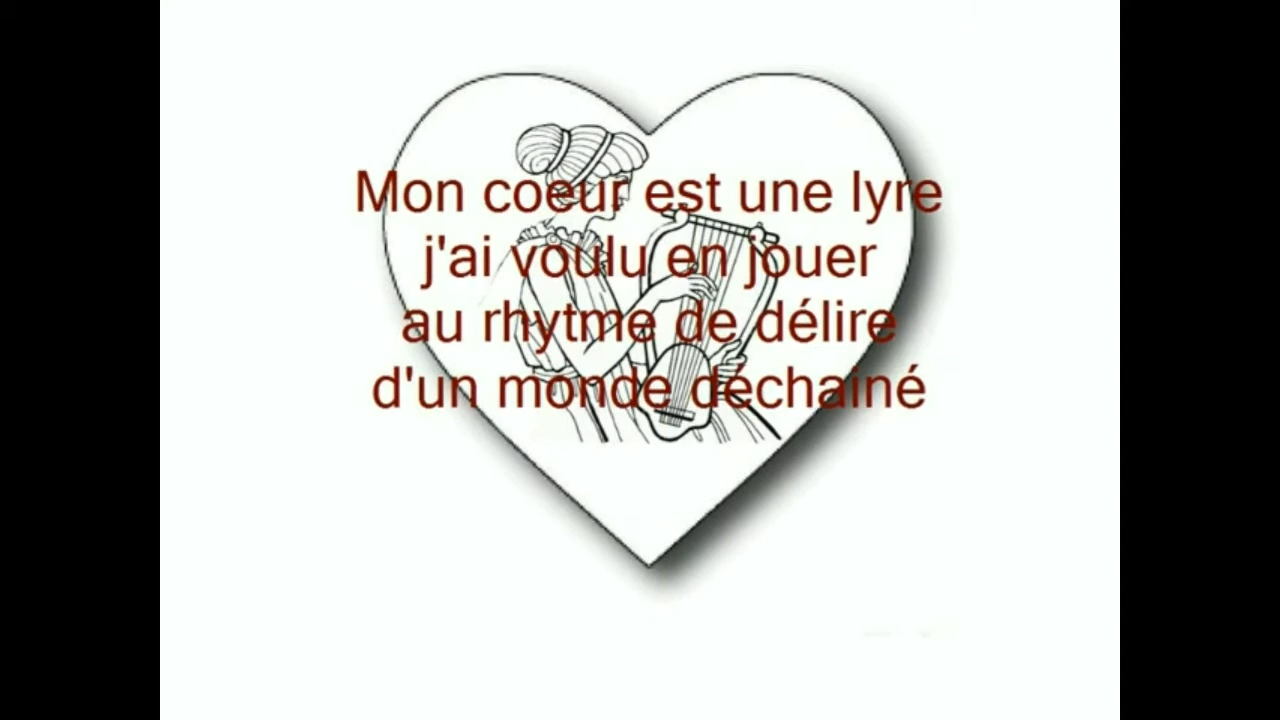 Mon coeur est une lyre
j'ai voulu en jouer
au rhytme de délire
d'un monde déchainé